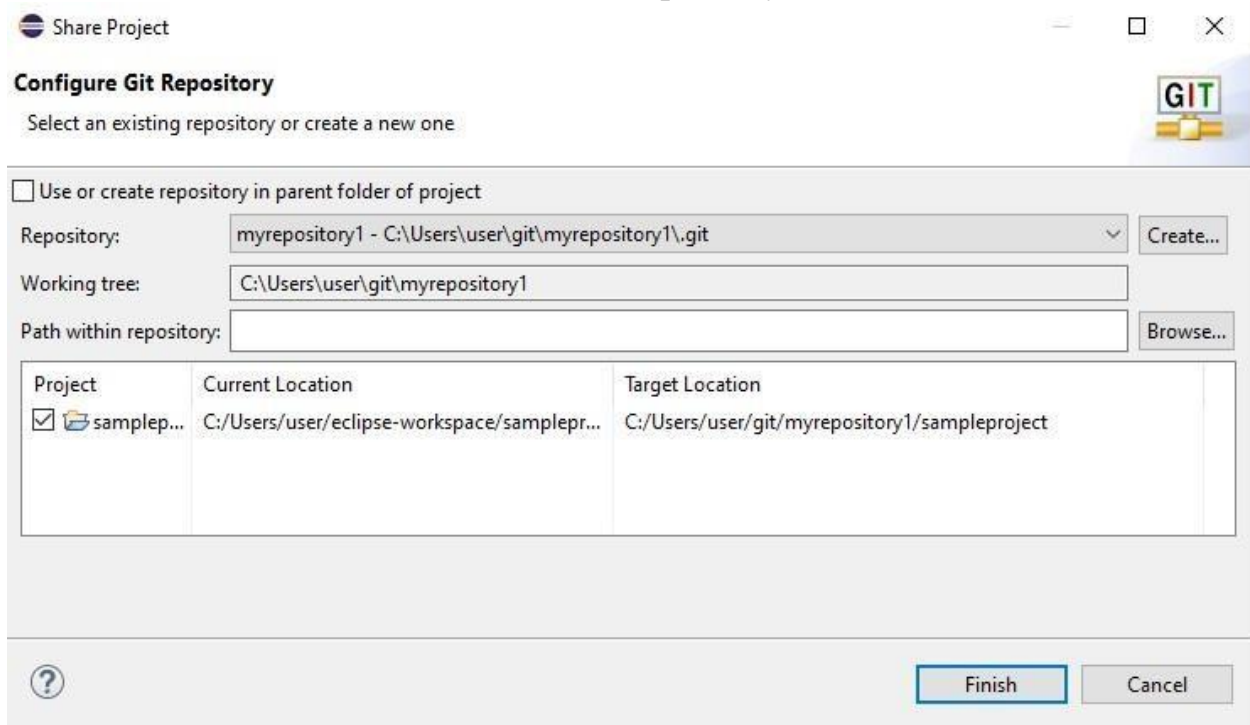 Share Project
Configure Git Repository
Select an existing repository or create a new one
GIT
Use or create repository in parent folder of project
Repository: myrepository1 - C:\Users\user\git\myrepository1\.git Create...
Working tree: C:\Users\user\git\myrepository1
Path within repository: Browse...
Project Current Location Target Location
samplep... C:/Users/user/eclipse-workspace/samplepr... C:/Users/user/git/myrepository1/sampleproject
? Finish Cancel